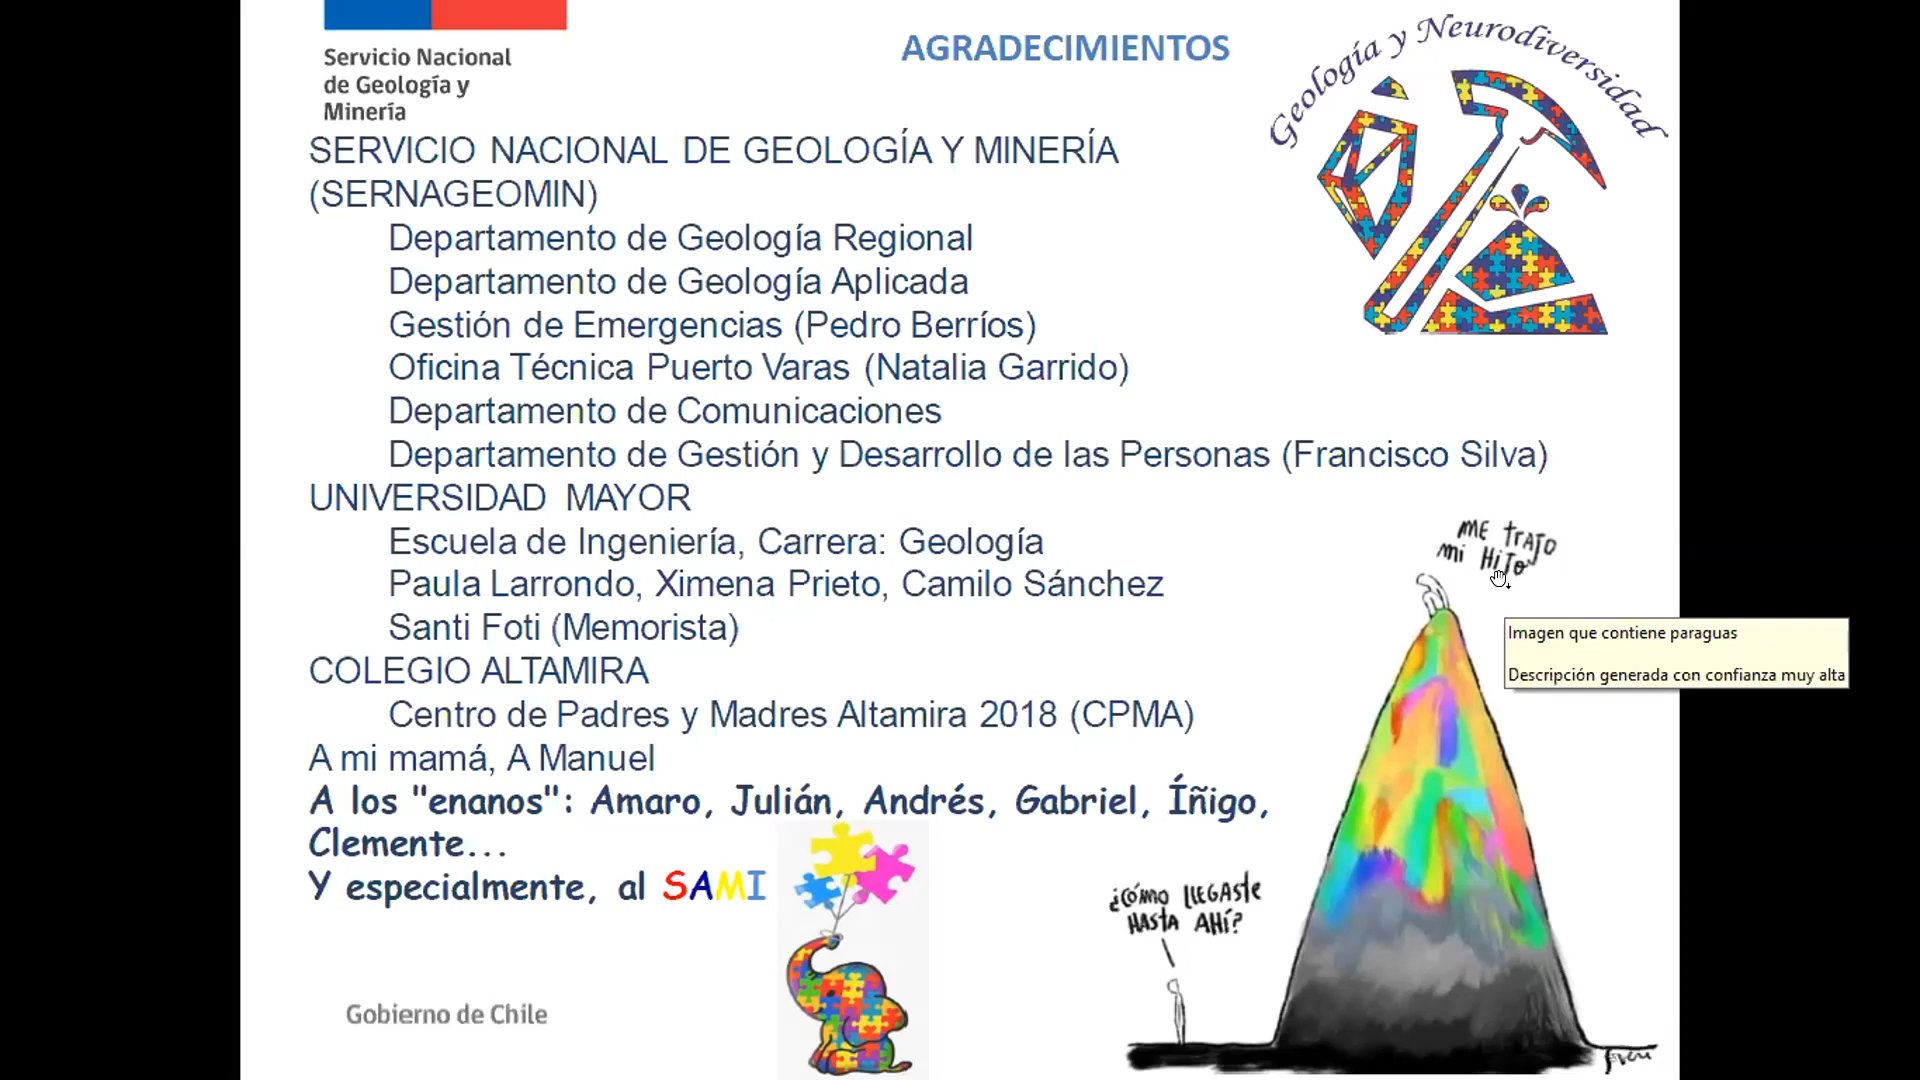 Servicio Nacional
de Geología y
Minería
AGRADECIMIENTOS
Geología y Neurodiversidad
SERVICIO NACIONAL DE GEOLOGÍA Y MINERÍA
(SERNAGEOMIN)
Departamento de Geología Regional
Departamento de Geología Aplicada
Gestión de Emergencias (Pedro Berríos)
Oficina Técnica Puerto Varas (Natalia Garrido)
Departamento de Comunicaciones
Departamento de Gestión y Desarrollo de las Personas (Francisco Silva)
UNIVERSIDAD MAYOR
Escuela de Ingeniería, Carrera: Geología
Paula Larrondo, Ximena Prieto, Camilo Sánchez
Santi Foti (Memorista)
COLEGIO ALTAMIRA
Centro de Padres y Madres Altamira 2018 (CPMA)
A mi mamá, A Manuel
A los "enanos": Amaro, Julián, Andrés, Gabriel, Íñigo,
Clemente...
Y especialmente, al SAMI
ME TRAJO
mi HiJo
Imagen que contiene paraguas
Descripción generada con confianza muy alta
¿CÓMO LLEGASTE
HASTA AHÍ?
Gobierno de Chile